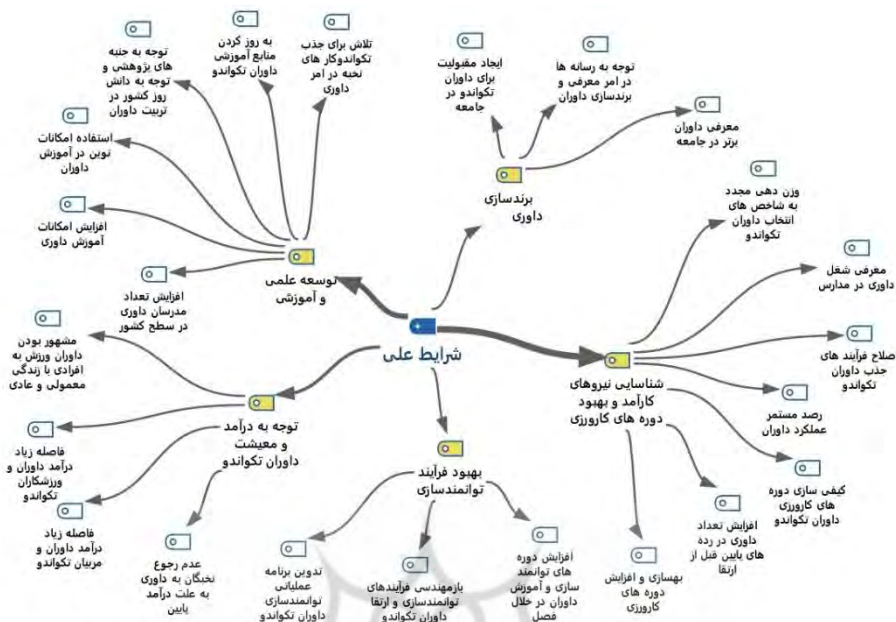 تلاش برای جذب
تکواندوکار های
نخبه در امر
داوری
به روز کردن
منابع آموزشی
داوران تکواندو
توجه به جنبه
های پژوهشی و
توجه به دانش
روز کشور در
تربیت داوران
استفاده امکانات
نوین در آموزش
داوران
افزایش امکانات
آموزش داوری
افزایش تعداد
مدرسان داوری
در سطح کشور
توسعه علمی
و آموزشی
ایجاد مقبولیت
برای داوران
تکواندو در
جامعه
توجه به رسانه ها
در امر معرفی و
برندسازی داوران
معرفی داوران
برتر در جامعه
برندسازی
داوری
شرایط علی
وزن دهی مجدد
به شاخص های
انتخاب داوران
تکواندو
معرفی شغل
داوری در مدارس
صلاح فرآیند های
جذب داوران
تکواندو
رصد مستمر
عملکرد داوران
کیفی سازی دوره
های کارورزی
داوران تکواندو
افزایش تعداد
داوری در رده
های پایین قبل از
ارتقا
بهسازی و افزایش
دوره های
کارورزی
شناسایی نیروهای
کارآمد و بهبود
دوره های کارورزی
بهبود فرآیند
توانمندسازی
افزایش دوره
های توانمند
سازی و آموزش
داوران در خلال
فصل
بازمهندسی فرآیندهای
توانمندسازی و ارتقا
داوران تکواندو
تدوین برنامه
عملیاتی
توانمندسازی
داوران تکواندو
توجه به درآمد
و معیشت
داوران تکواندو
مشهور بودن
داوران ورزش به
افرادی با زندگی
معمولی و عادی
فاصله زیاد
درآمد داوران و
ورزشکاران
تکواندو
فاصله زیاد
درآمد داوران و
مربیان تکواندو
عدم رجوع
نخبگان به داوری
به علت درآمد
پایین